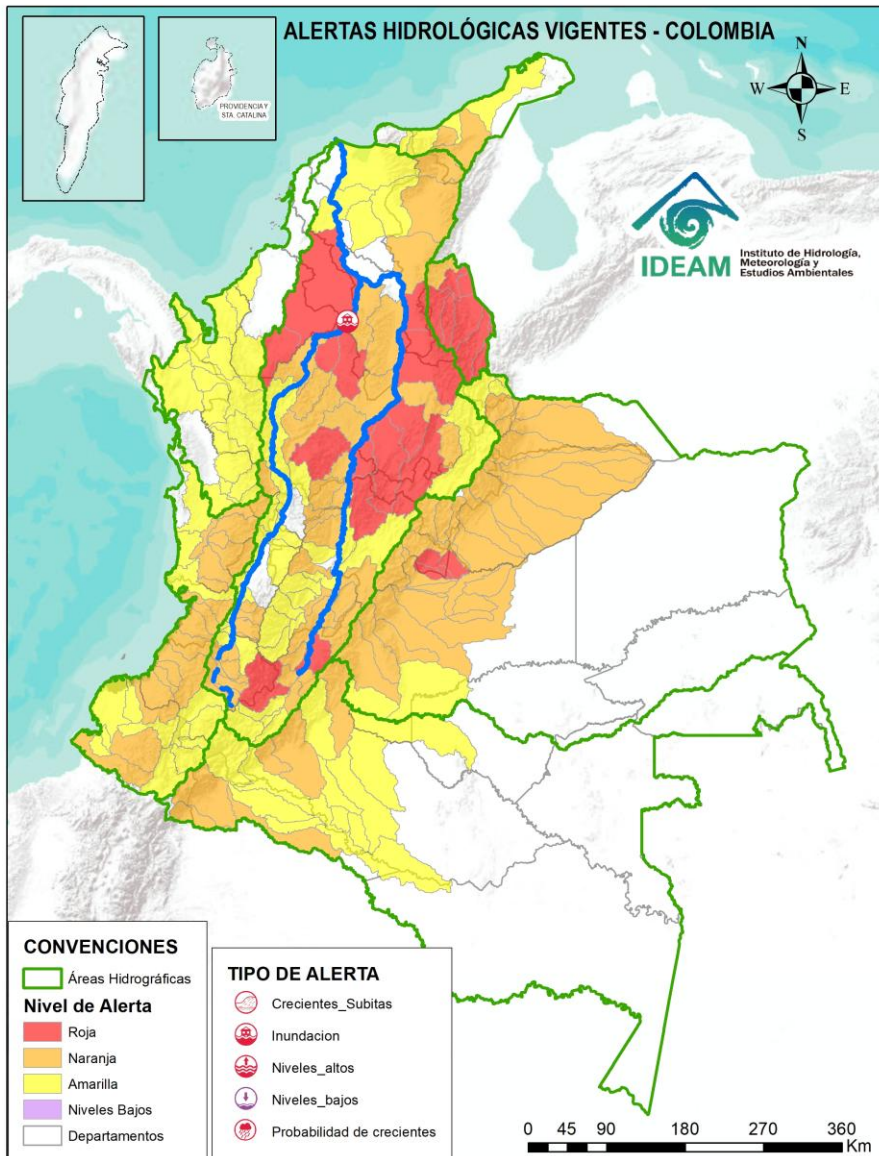 ALERTAS HIDROLÓGICAS VIGENTES - COLOMBIA
PROVIDENCIA Y
STA. CATALINA
N
W
E
S
IDEAM
Instituto de Hidrología,
Meteorología y
Estudios Ambientales
CONVENCIONES
Áreas Hidrográficas
Nivel de Alerta
Roja
Naranja
Amarilla
Niveles Bajos
Departamentos
TIPO DE ALERTA
Crecientes_Subitas
Inundacion
Niveles_altos
Niveles_bajos
Probabilidad de crecientes
0 45 90 180 270 360
Km